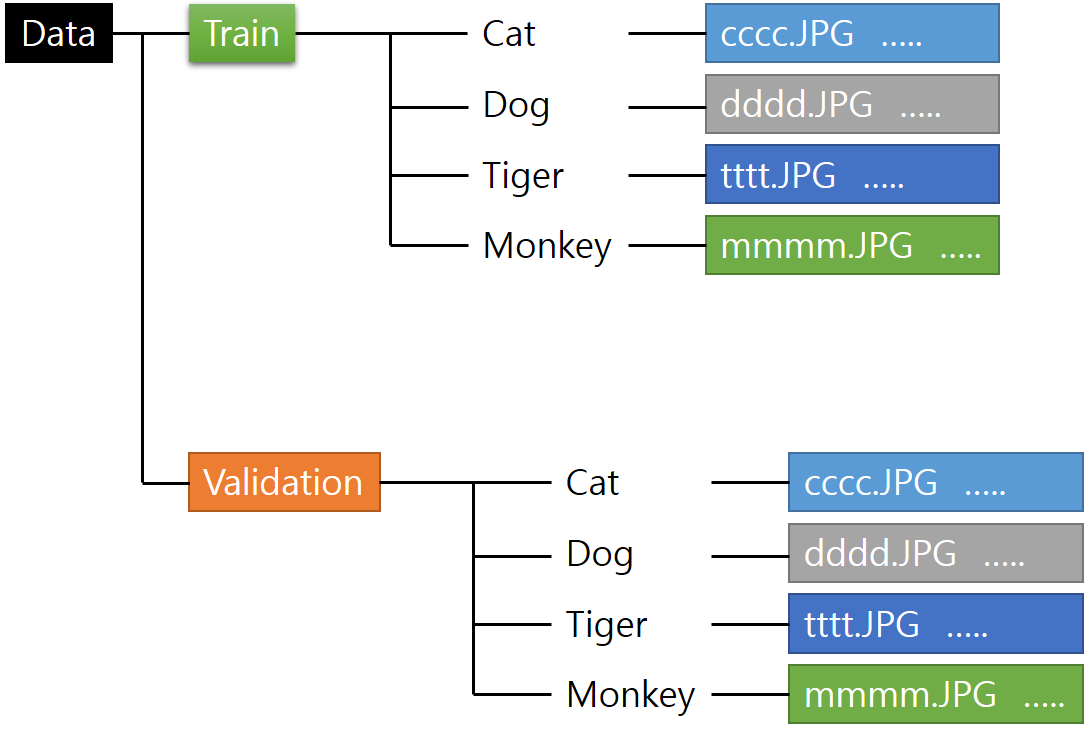 Data Train Cat cccc.JPG .....
Dog dddd.JPG .....
Tiger tttt.JPG .....
Monkey mmmm.JPG .....
Validation Cat cccc.JPG .....
Dog dddd.JPG .....
Tiger tttt.JPG .....
Monkey mmmm.JPG .....